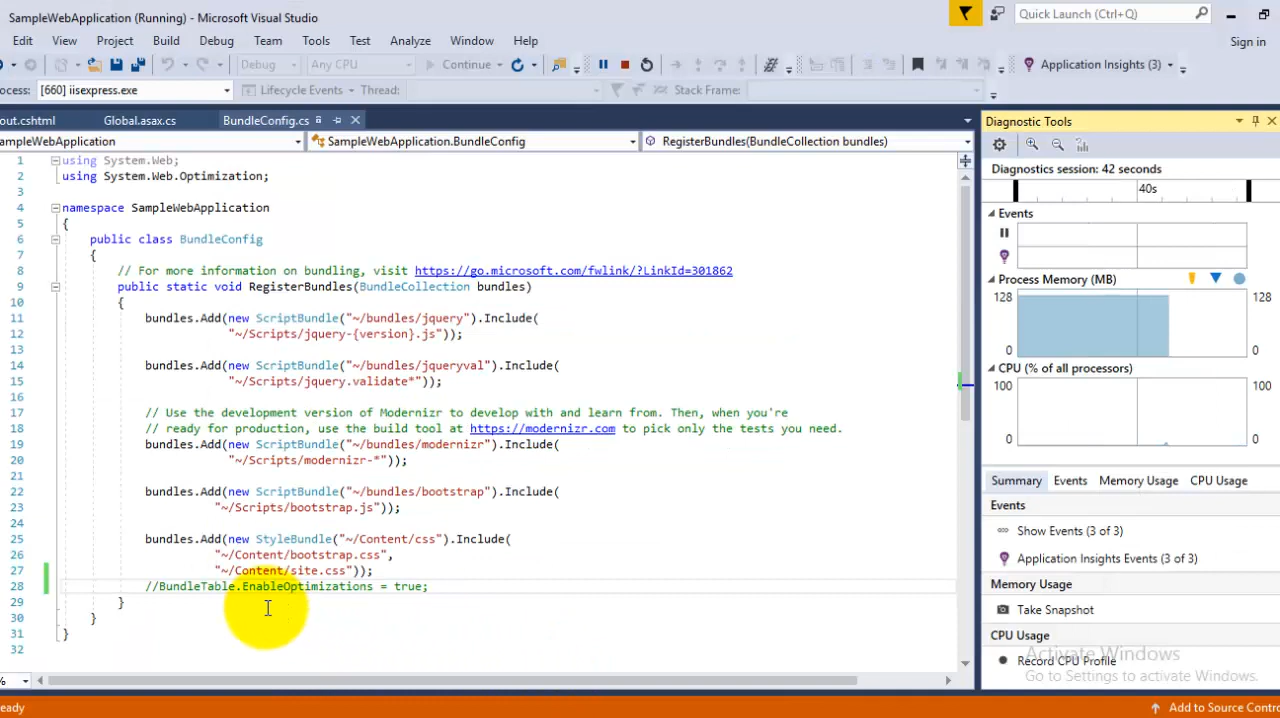 SampleWebApplication (Running) - Microsoft Visual Studio
Quick Launch (Ctrl+Q)
Edit View Project Build Debug Team Tools Test Analyze Window Help
Sign in
Debug Any CPU Continue Application Insights (3)
ocess: [660] iisexpress.exe Lifecycle Events Thread: Stack Frame:
out.cshtml Global.asax.cs BundleConfig.cs
ampleWebApplication SampleWebApplication.BundleConfig RegisterBundles(BundleCollection bundles)
1 using System.Web;
2 using System.Web.Optimization;
3
4 namespace SampleWebApplication
5 {
6 public class BundleConfig
7 {
8 // For more information on bundling, visit https://go.microsoft.com/fwlink/?LinkId=301862
9 public static void RegisterBundles(BundleCollection bundles)
10 {
11 bundles.Add(new ScriptBundle("~/bundles/jquery").Include(
12 "~/Scripts/jquery-{version}.js"));
13
14 bundles.Add(new ScriptBundle("~/bundles/jqueryval").Include(
15 "~/Scripts/jquery.validate*"));
16
17 // Use the development version of Modernizr to develop with and learn from. Then, when you're
18 // ready for production, use the build tool at https://modernizr.com to pick only the tests you need.
19 bundles.Add(new ScriptBundle("~/bundles/modernizr").Include(
20 "~/Scripts/modernizr-*"));
21
22 bundles.Add(new ScriptBundle("~/bundles/bootstrap").Include(
23 "~/Scripts/bootstrap.js"));
24
25 bundles.Add(new StyleBundle("~/Content/css").Include(
26 "~/Content/bootstrap.css",
27 "~/Content/site.css"));
28 //BundleTable.EnableOptimizations = true;
29 }
30 }
31 }
32
%
Diagnostic Tools
Diagnostics session: 42 seconds
40s
Events
Process Memory (MB)
128 128
0 0
CPU (% of all processors)
100 100
0 0
Summary Events Memory Usage CPU Usage
Events
Show Events (3 of 3)
Application Insights Events (3 of 3)
Memory Usage
Take Snapshot
CPU Usage
Record CPU Profile
Activate Windows
Go to Settings to activate Windows.
eady
Add to Source Contro